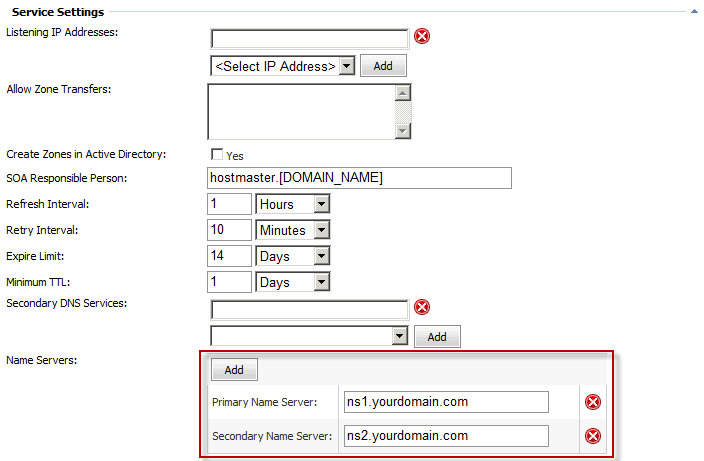 Service Settings
Listening IP Addresses:
<Select IP Address> Add
Allow Zone Transfers:
Create Zones in Active Directory: Yes
SOA Responsible Person: hostmaster.[DOMAIN_NAME]
Refresh Interval: 1 Hours
Retry Interval: 10 Minutes
Expire Limit: 14 Days
Minimum TTL: 1 Days
Secondary DNS Services:
Add
Name Servers:
Add
Primary Name Server: ns1.yourdomain.com
Secondary Name Server: ns2.yourdomain.com